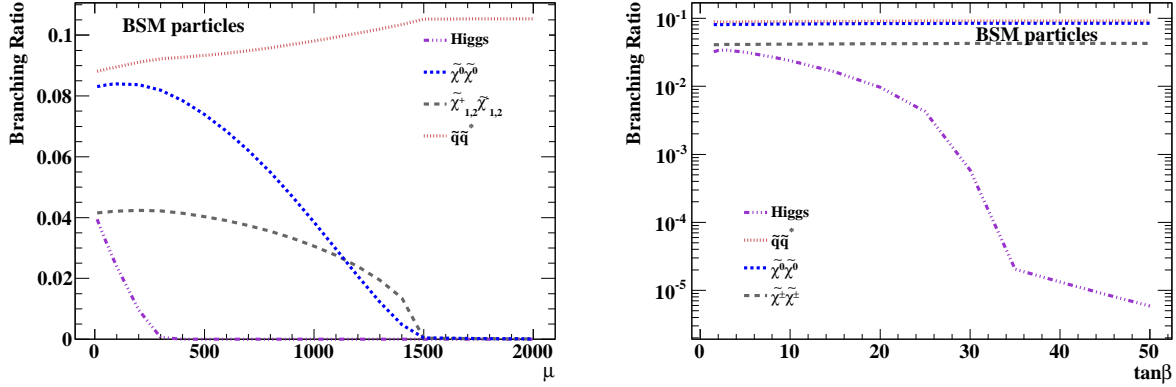 Branching Ratio
0.1
0.08
0.06
0.04
0.02
0
BSM particles
Higgs
χ̃⁰χ̃⁰
χ̃⁺₁,₂χ̃⁻₁,₂
q̃q̃*
0 500 1000 1500 2000
μ
Branching Ratio
10⁻¹
10⁻²
10⁻³
10⁻⁴
10⁻⁵
BSM particles
Higgs
q̃q̃*
χ̃⁰χ̃⁰
χ̃±χ̃±
0 10 20 30 40 50
tanβ